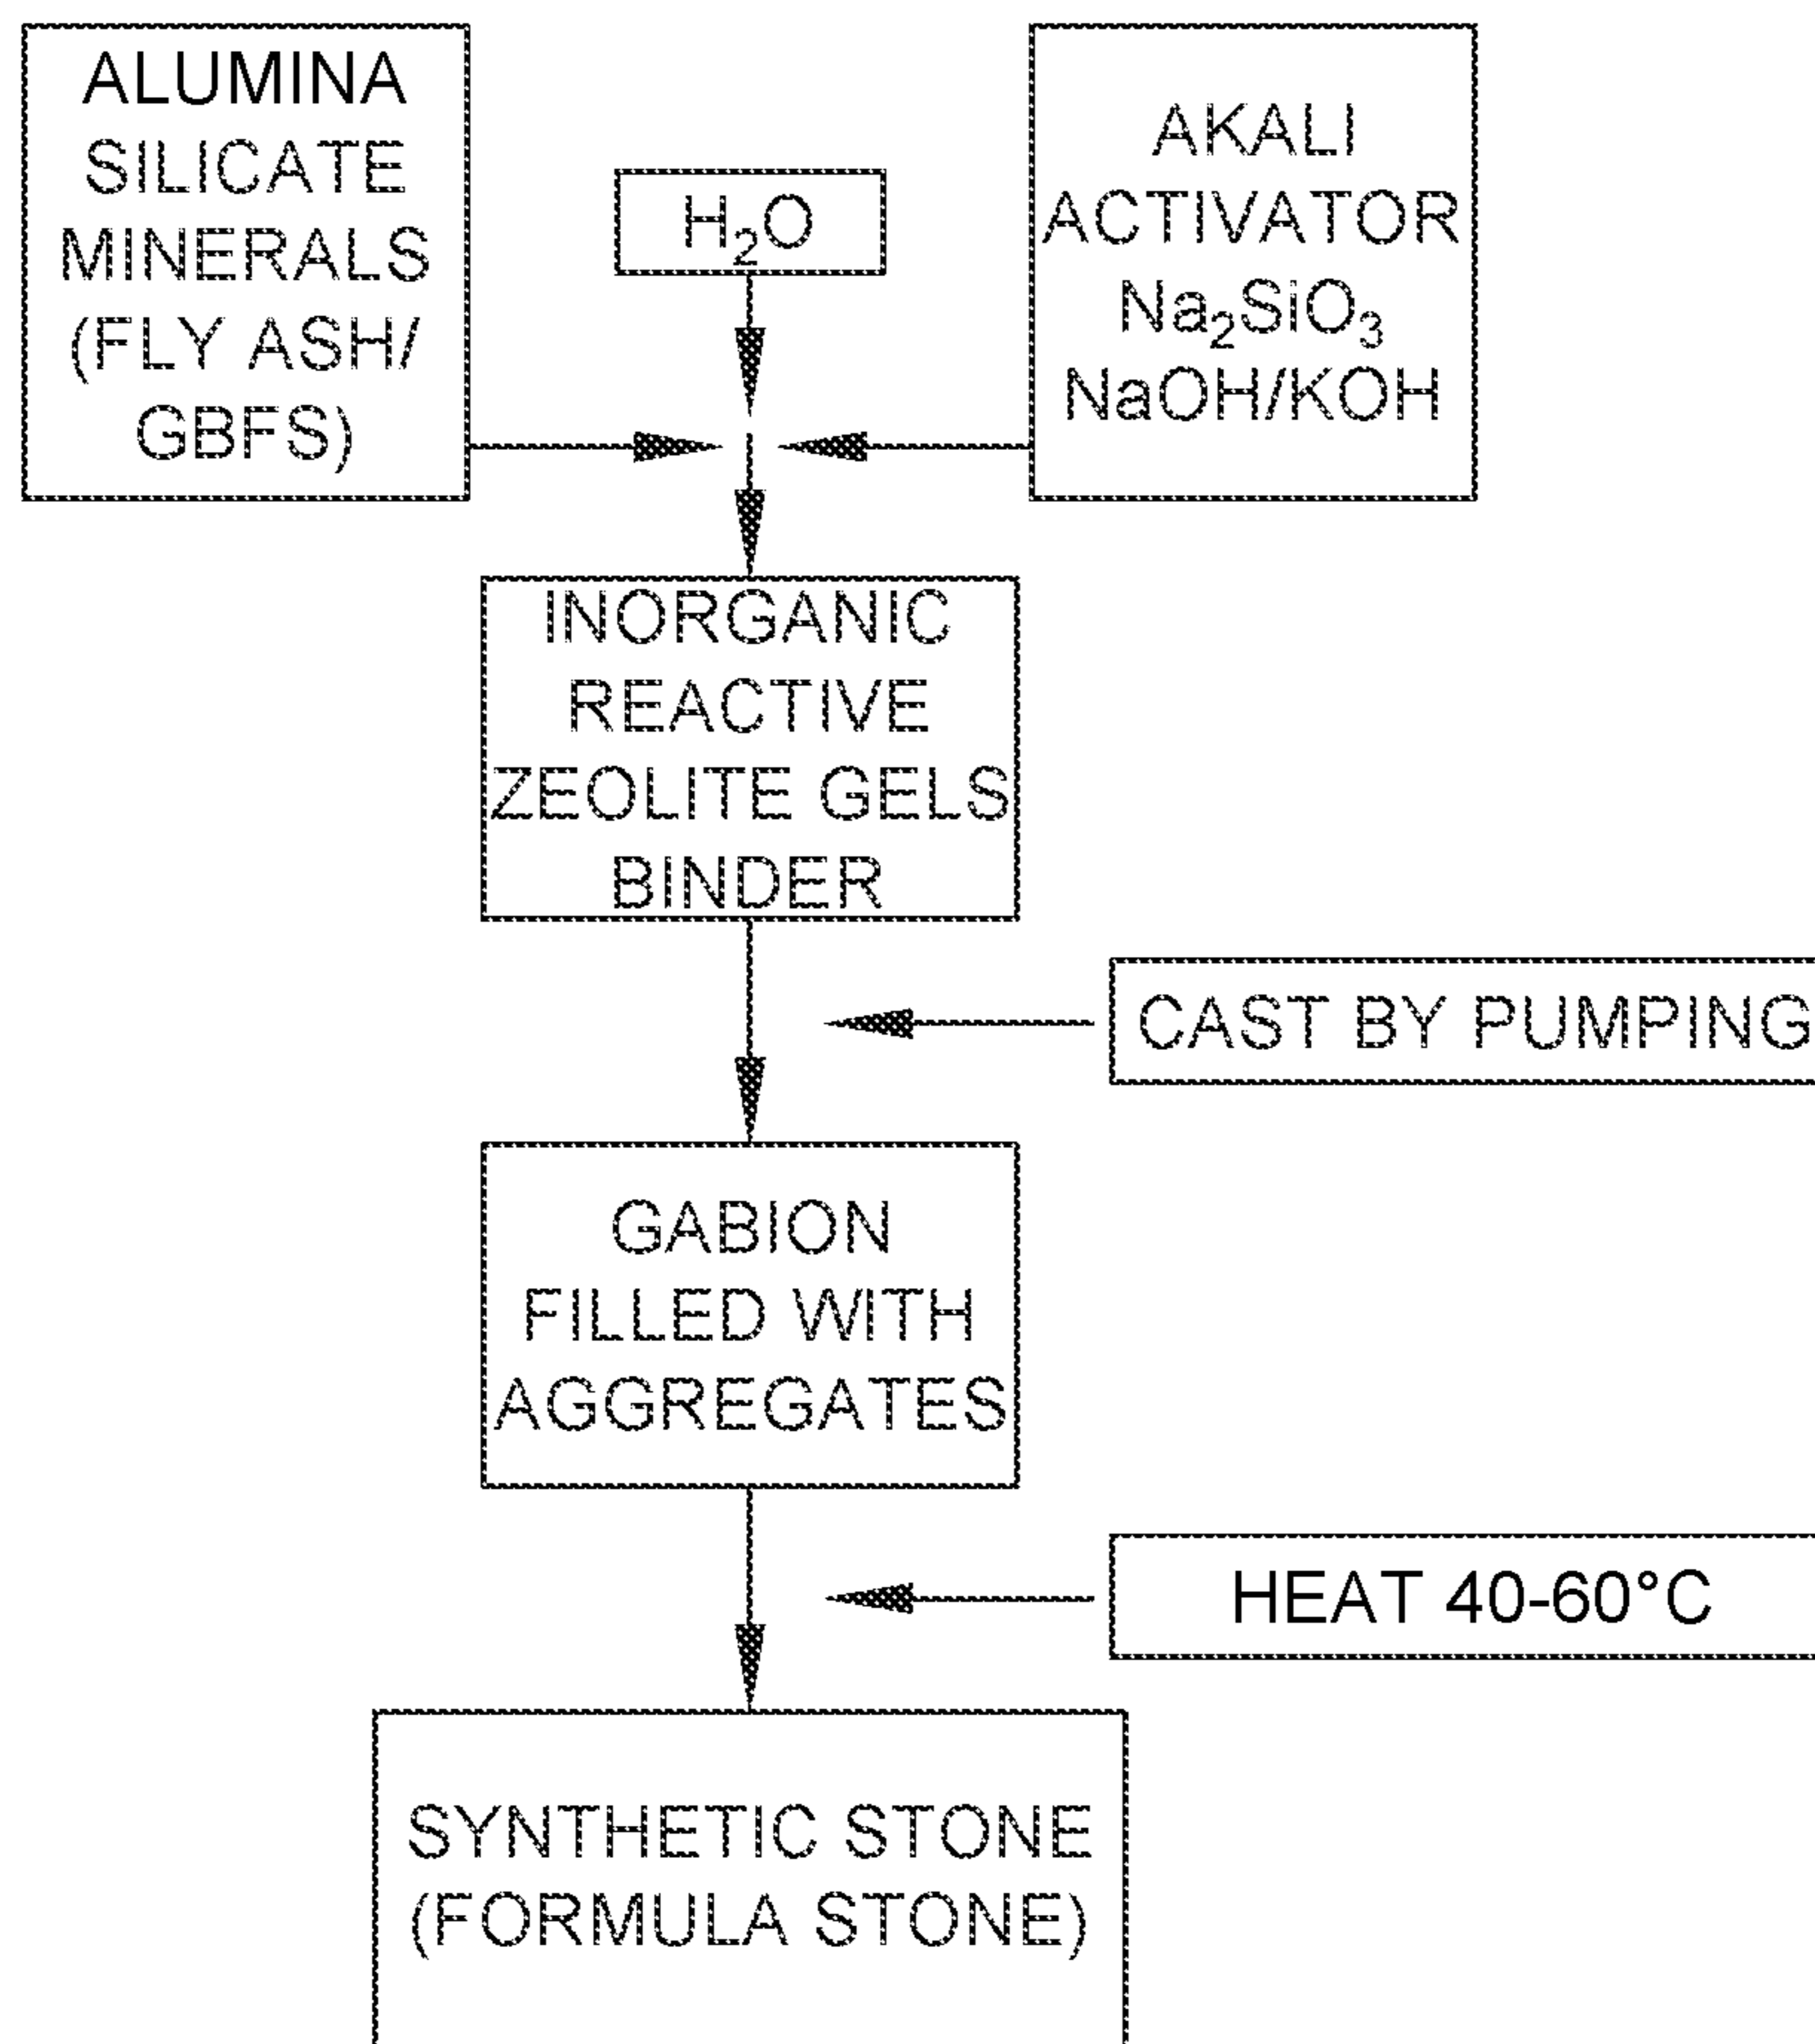 ALUMINA
SILICATE
MINERALS
(FLY ASH/
GBFS)
H₂O
AKALI
ACTIVATOR
Na₂SiO₃
NaOH/KOH
INORGANIC
REACTIVE
ZEOLITE GELS
BINDER
CAST BY PUMPING
GABION
FILLED WITH
AGGREGATES
HEAT 40-60°C
SYNTHETIC STONE
(FORMULA STONE)